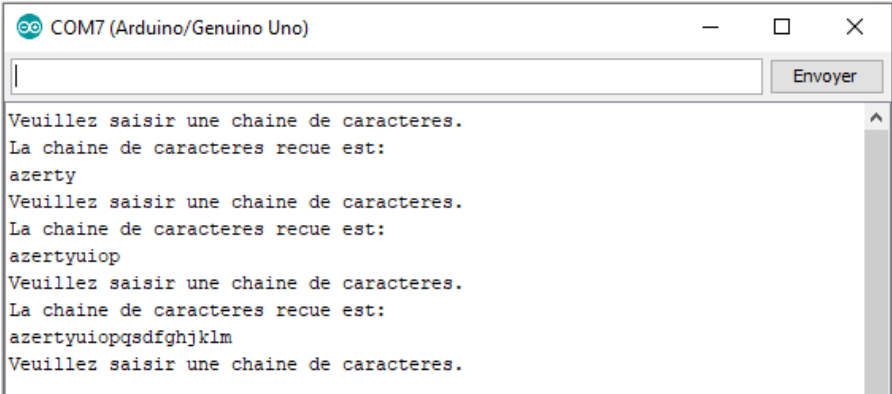 COM7 (Arduino/Genuino Uno)
Envoyer
Veuillez saisir une chaine de caracteres.
La chaine de caracteres recue est:
azerty
Veuillez saisir une chaine de caracteres.
La chaine de caracteres recue est:
azertyuiop
Veuillez saisir une chaine de caracteres.
La chaine de caracteres recue est:
azertyuiopqsdfghjklm
Veuillez saisir une chaine de caracteres.